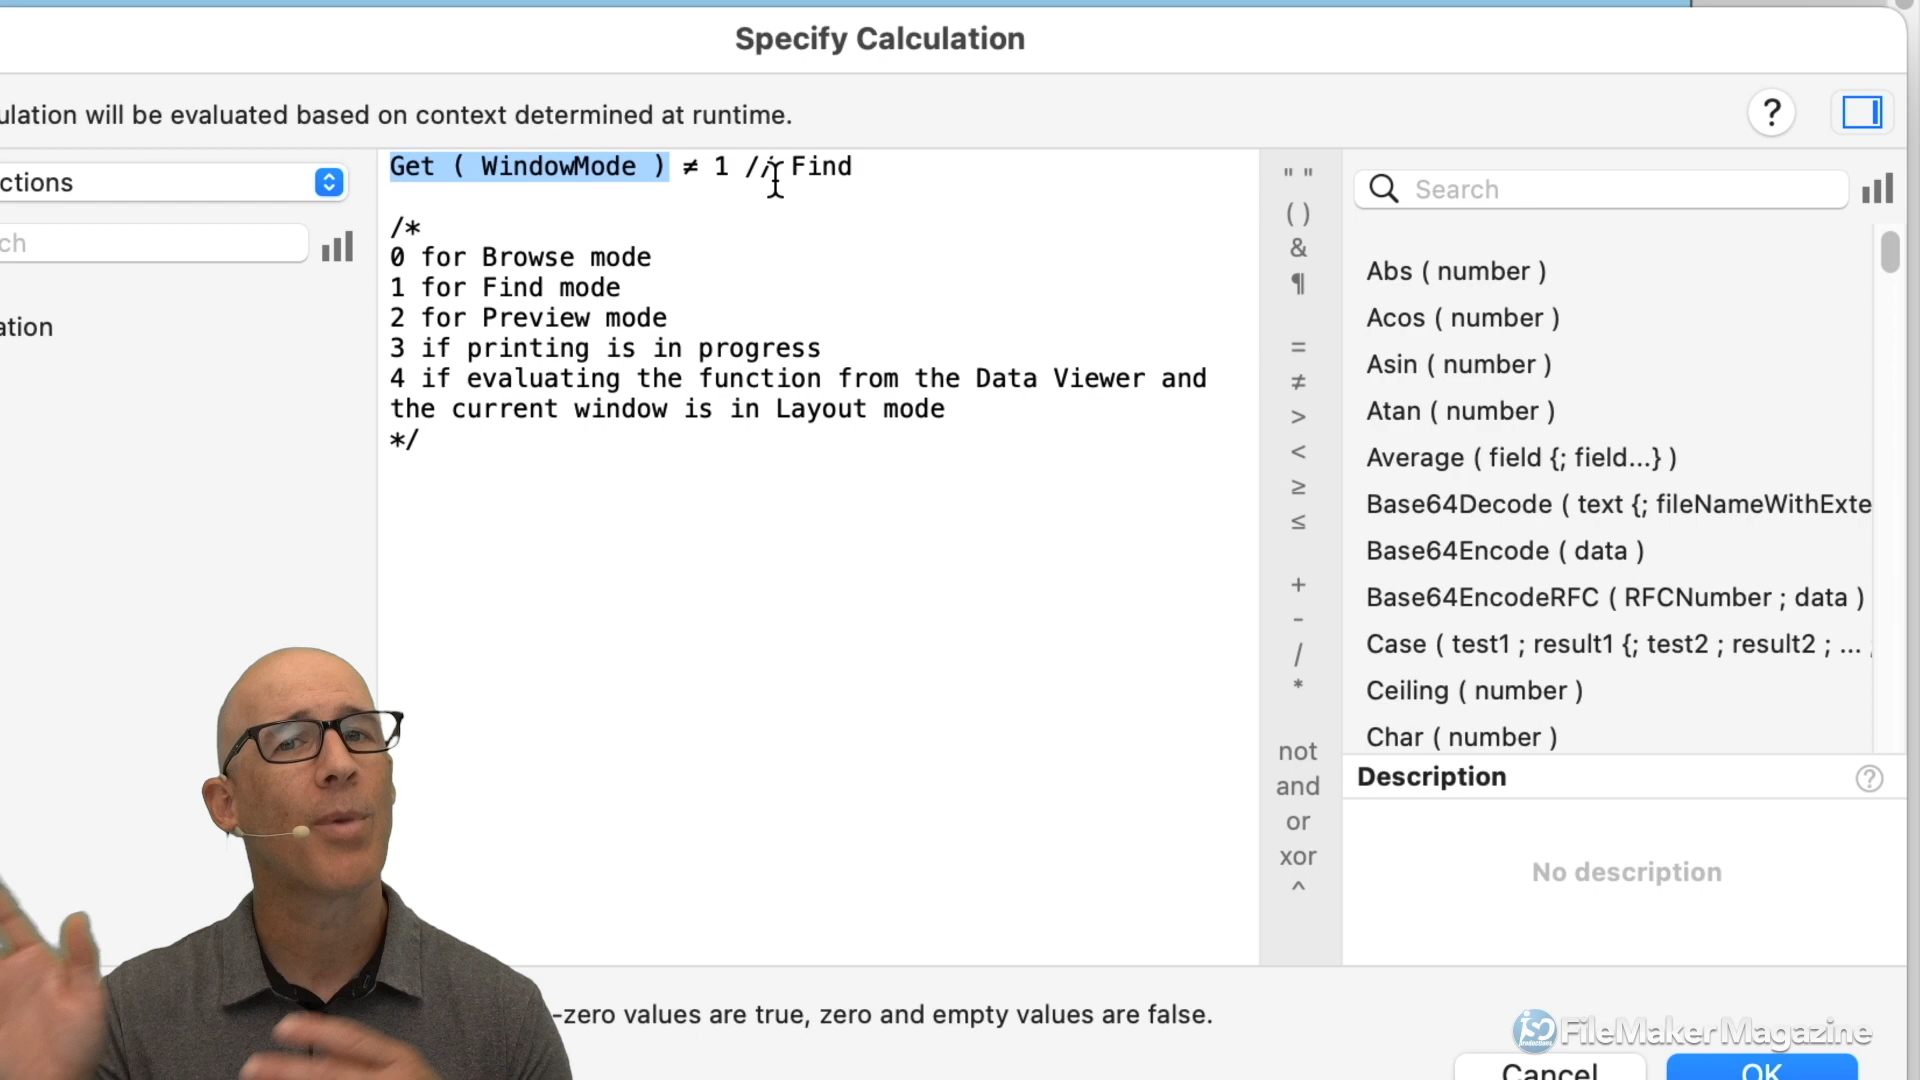 Specify Calculation
ulation will be evaluated based on context determined at runtime.
?
ctions
ch
ation
Get ( WindowMode ) ≠ 1 // Find
/*
0 for Browse mode
1 for Find mode
2 for Preview mode
3 if printing is in progress
4 if evaluating the function from the Data Viewer and
the current window is in Layout mode
*/
" "
( )
&
¶
=
≠
>
<
≥
≤
+
-
/
*
not
and
or
xor
^
Search
Abs ( number )
Acos ( number )
Asin ( number )
Atan ( number )
Average ( field {; field...} )
Base64Decode ( text {; fileNameWithExte
Base64Encode ( data )
Base64EncodeRFC ( RFCNumber ; data )
Case ( test1 ; result1 {; test2 ; result2 ; ... ;
Ceiling ( number )
Char ( number )
Description
?
No description
-zero values are true, zero and empty values are false.
ISO productions FileMaker Magazine
Cancel
OK